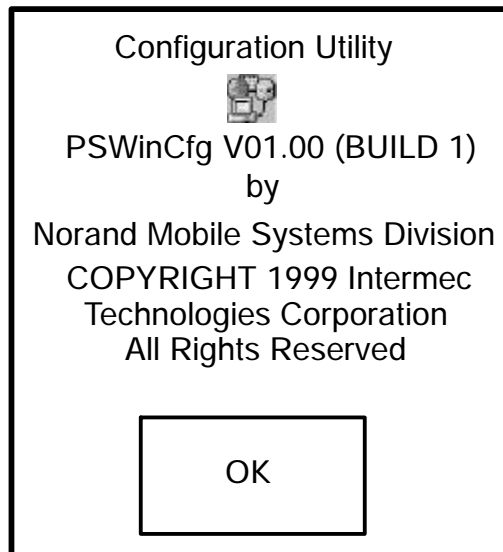 Configuration Utility
PSWinCfg V01.00 (BUILD 1)
by
Norand Mobile Systems Division
COPYRIGHT 1999 Intermec
Technologies Corporation
All Rights Reserved
OK